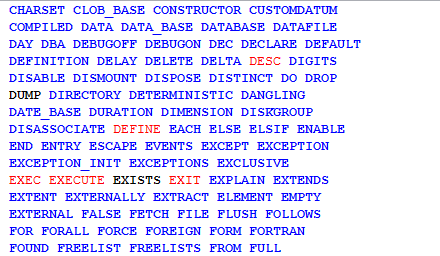 CHARSET CLOB_BASE CONSTRUCTOR CUSTOMDATUM
COMPILED DATA DATA_BASE DATABASE DATAFILE
DAY DBA DEBUGOFF DEBUGON DEC DECLARE DEFAULT
DEFINITION DELAY DELETE DELTA DESC DIGITS
DISABLE DISMOUNT DISPOSE DISTINCT DO DROP
DUMP DIRECTORY DETERMINISTIC DANGLING
DATE_BASE DURATION DIMENSION DISKGROUP
DISASSOCIATE DEFINE EACH ELSE ELSIF ENABLE
END ENTRY ESCAPE EVENTS EXCEPT EXCEPTION
EXCEPTION_INIT EXCEPTIONS EXCLUSIVE
EXEC EXECUTE EXISTS EXIT EXPLAIN EXTENDS
EXTENT EXTERNALLY EXTRACT ELEMENT EMPTY
EXTERNAL FALSE FETCH FILE FLUSH FOLLOWS
FOR FORALL FORCE FOREIGN FORM FORTRAN
FOUND FREELIST FREELISTS FROM FULL